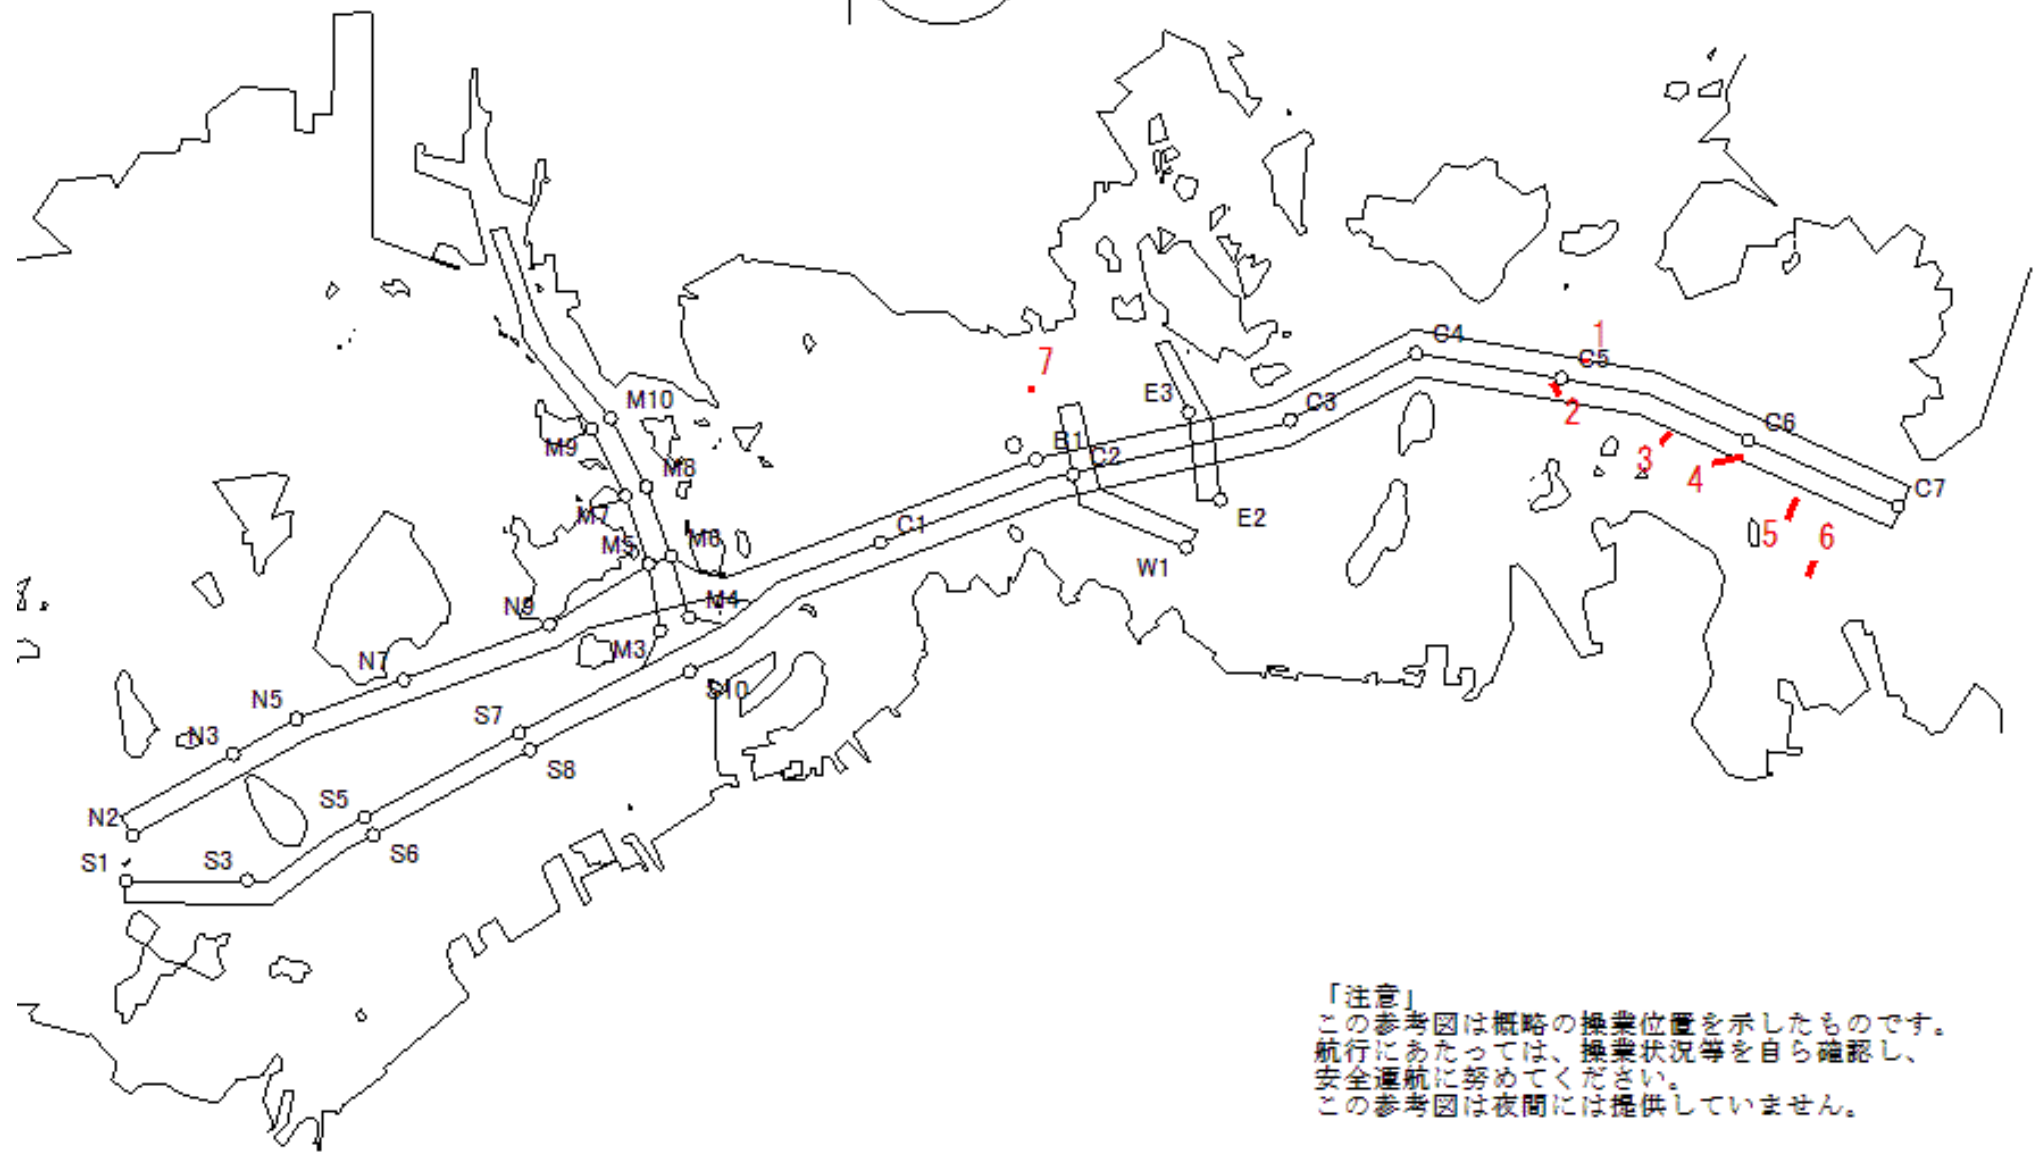 1
C4
C5
7
E3
M10
2
C3
C6
B1
M9
3
C2
M8
4
C7
M7
E2
C1
5
6
M5
M6
W1
N9
M4
M3
N7
S10
N5
S7
N3
S8
S5
N2
S6
S1
S3
「注意」
この参考図は概略の操業位置を示したものです。
航行にあたっては、操業状況等を自ら確認し、
安全運航に努めてください。
この参考図は夜間には提供していません。